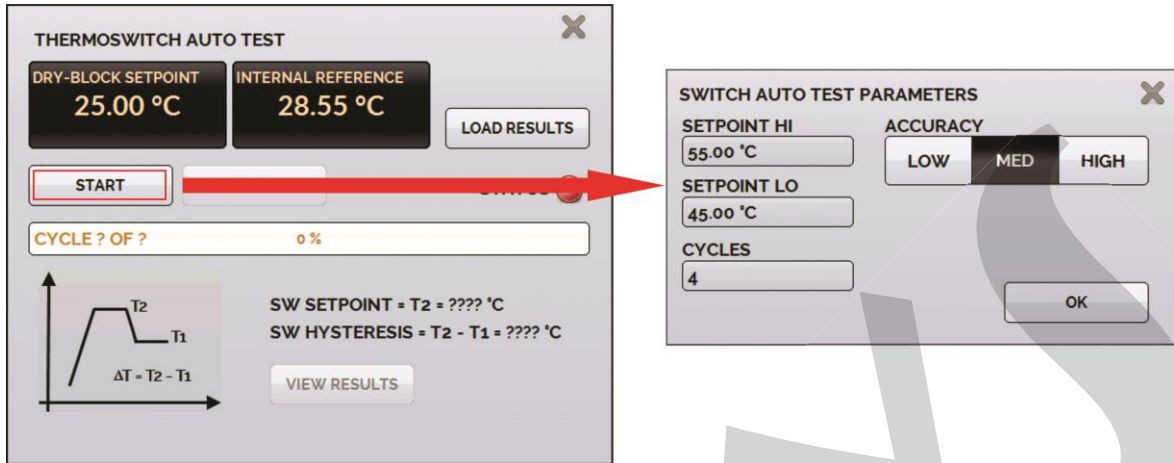 THERMOSWITCH AUTO TEST
DRY-BLOCK SETPOINT
25.00 °C
INTERNAL REFERENCE
28.55 °C
LOAD RESULTS
START
CYCLE ? OF ?
0 %
T2
T1
ΔT = T2 - T1
SW SETPOINT = T2 = ???? °C
SW HYSTERESIS = T2 - T1 = ???? °C
VIEW RESULTS
SWITCH AUTO TEST PARAMETERS
SETPOINT HI
55.00 °C
SETPOINT LO
45.00 °C
CYCLES
4
ACCURACY
LOW MED HIGH
OK